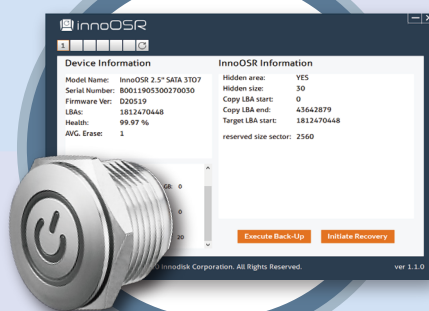 innoOSR
1
Device Information
Model Name: InnoOSR 2.5" SATA 3TO7
Serial Number: B0011905300270030
Firmware Ver: D20519
LBAs: 1812470448
Health: 99.97 %
AVG. Erase: 1
InnoOSR Information
Hidden area: YES
Hidden size: 30
Copy LBA start: 0
Copy LBA end: 43642879
Target LBA start: 1812470448
reserved size sector: 2560
GB: 0
0
20
Execute Back-Up
Initiate Recovery
Innodisk Corporation. All Rights Reserved.
ver 1.1.0